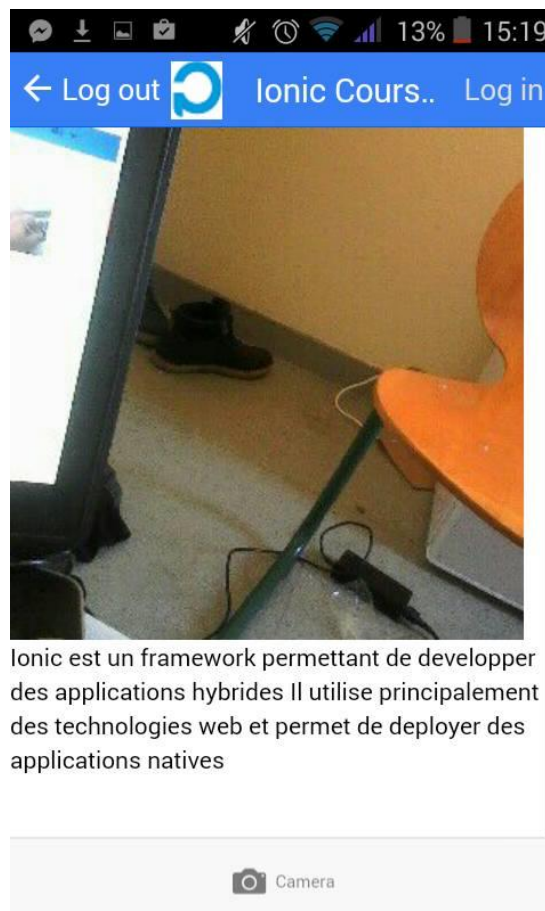 13% 15:19
Log out Ionic Cours.. Log in
Ionic est un framework permettant de developper
des applications hybrides Il utilise principalement
des technologies web et permet de deployer des
applications natives
Camera